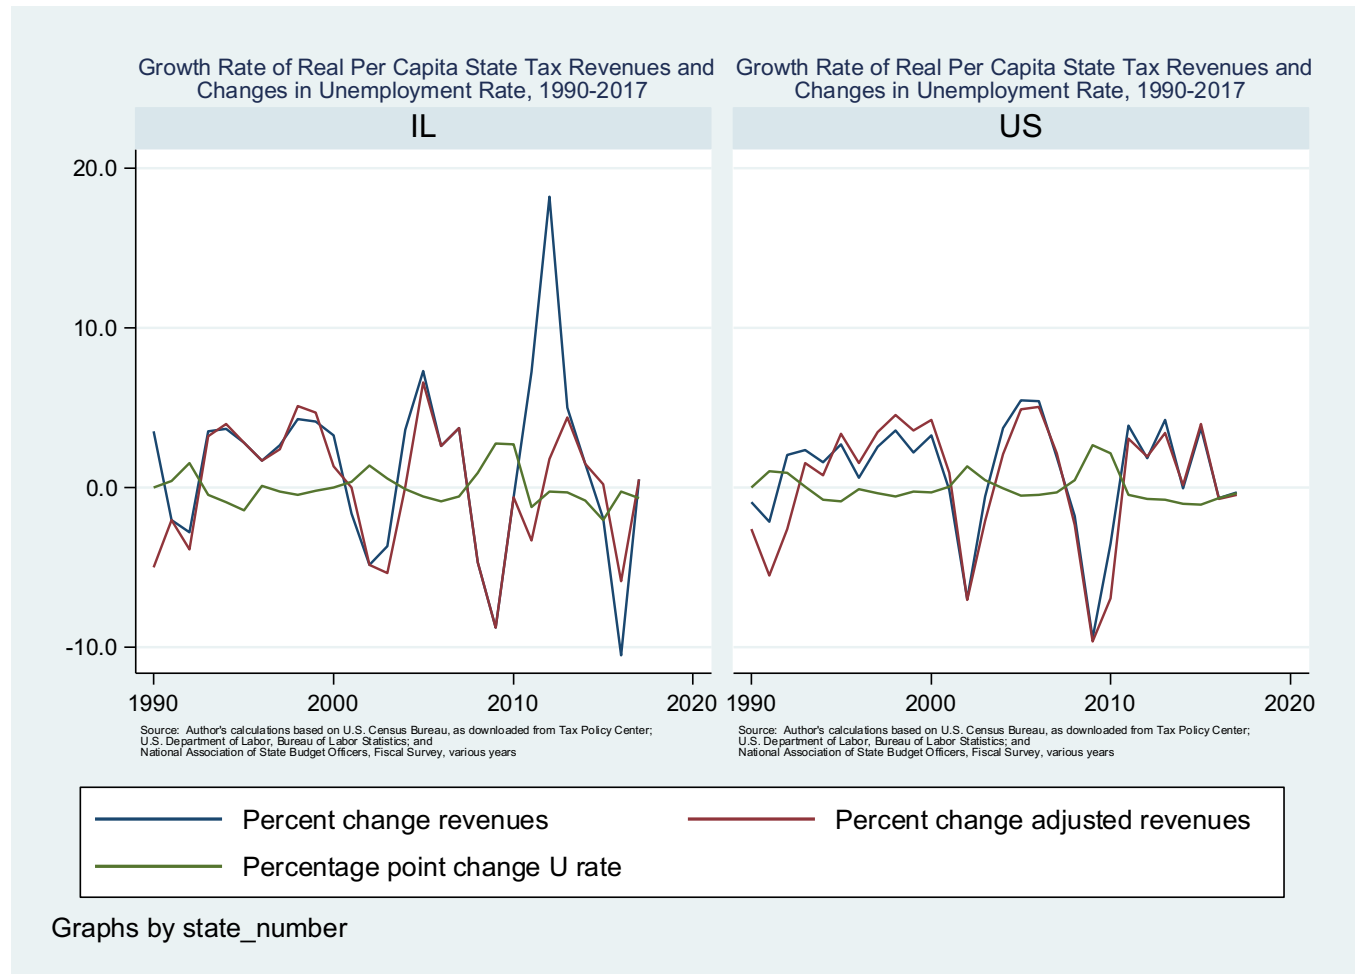 Growth Rate of Real Per Capita State Tax Revenues and
Changes in Unemployment Rate, 1990-2017
IL
20.0
10.0
0.0
-10.0
1990 2000 2010 2020
Source:  Author's calculations based on U.S. Census Bureau, as downloaded from Tax Policy Center;
U.S. Department of Labor, Bureau of Labor Statistics; and
National Association of State Budget Officers, Fiscal Survey, various years
Growth Rate of Real Per Capita State Tax Revenues and
Changes in Unemployment Rate, 1990-2017
US
1990 2000 2010 2020
Source:  Author's calculations based on U.S. Census Bureau, as downloaded from Tax Policy Center;
U.S. Department of Labor, Bureau of Labor Statistics; and
National Association of State Budget Officers, Fiscal Survey, various years
Percent change revenues
Percent change adjusted revenues
Percentage point change U rate
Graphs by state_number